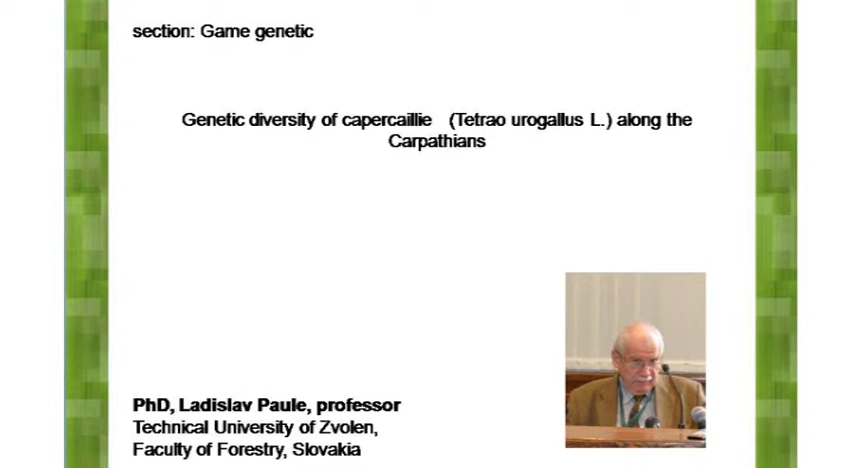 section: Game genetic
Genetic diversity of capercaillie (Tetrao urogallus L.) along the
Carpathians
PhD, Ladislav Paule, professor
Technical University of Zvolen,
Faculty of Forestry, Slovakia